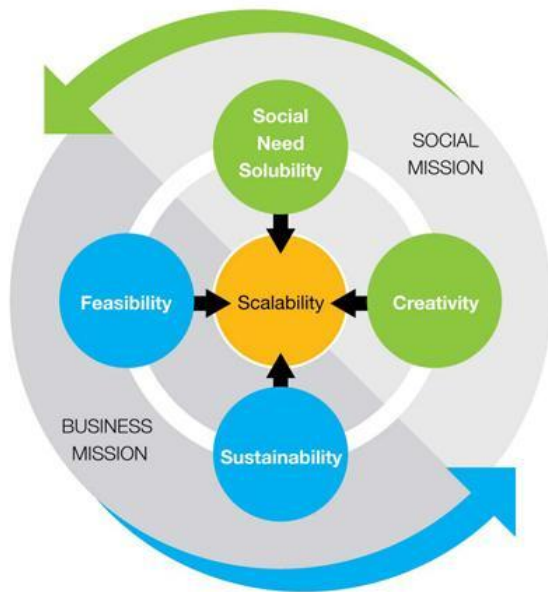 Social
Need
Solubility
SOCIAL
MISSION
Feasibility
Scalability
Creativity
BUSINESS
MISSION
Sustainability